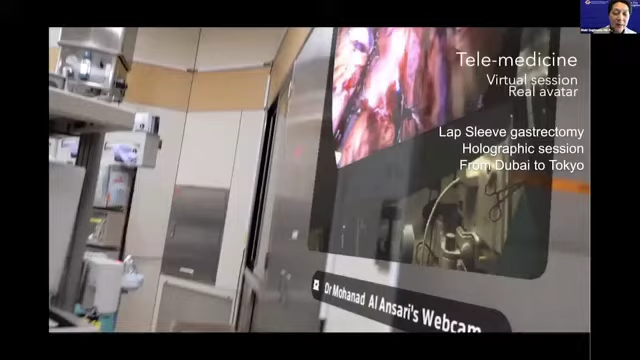 Tele-medicine
Virtual session
Real avatar
Lap Sleeve gastrectomy
Holographic session
From Dubai to Tokyo
Dr Mohanad Al Ansari's Webcam